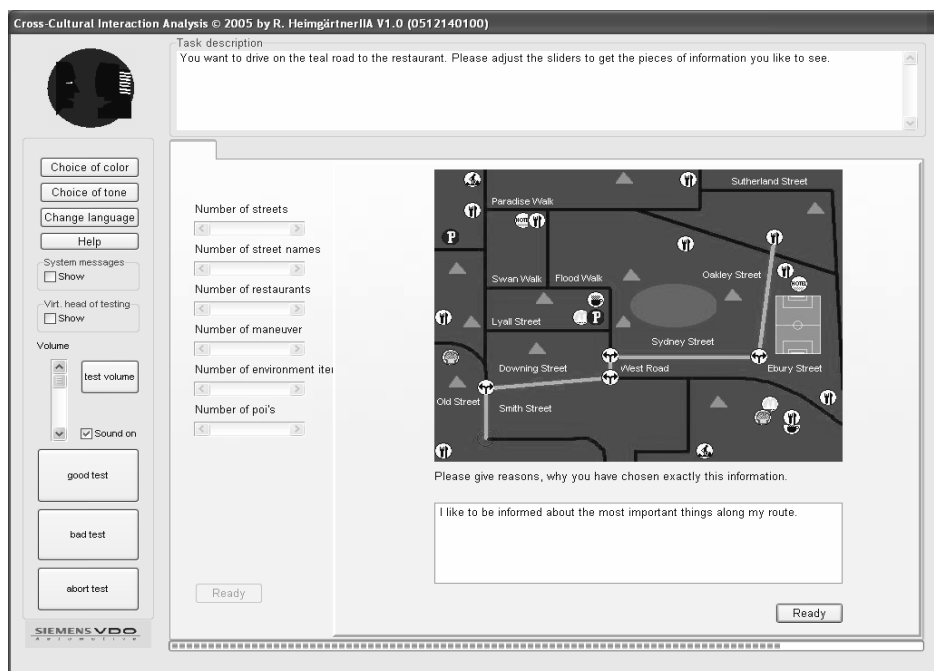 Cross-Cultural Interaction Analysis © 2005 by R. HeimgärtnerIIA V1.0 (0512140100)
Task description
You want to drive on the teal road to the restaurant. Please adjust the sliders to get the pieces of information you like to see.
Choice of color
Choice of tone
Change language
Help
System messages
Show
Virt. head of testing
Show
Volume
test volume
Sound on
good test
bad test
abort test
SIEMENS VDO
Automotive
Number of streets
Number of street names
Number of restaurants
Number of maneuver
Number of environment iter
Number of poi's
Ready
Sutherland Street
Paradise Walk
P
Swan Walk
Flood Walk
Oakley Street
Lyall Street
P
Sydney Street
Downing Street
West Road
Ebury Street
Old Street
Smith Street
Please give reasons, why you have chosen exactly this information.
I like to be informed about the most important things along my route.
Ready